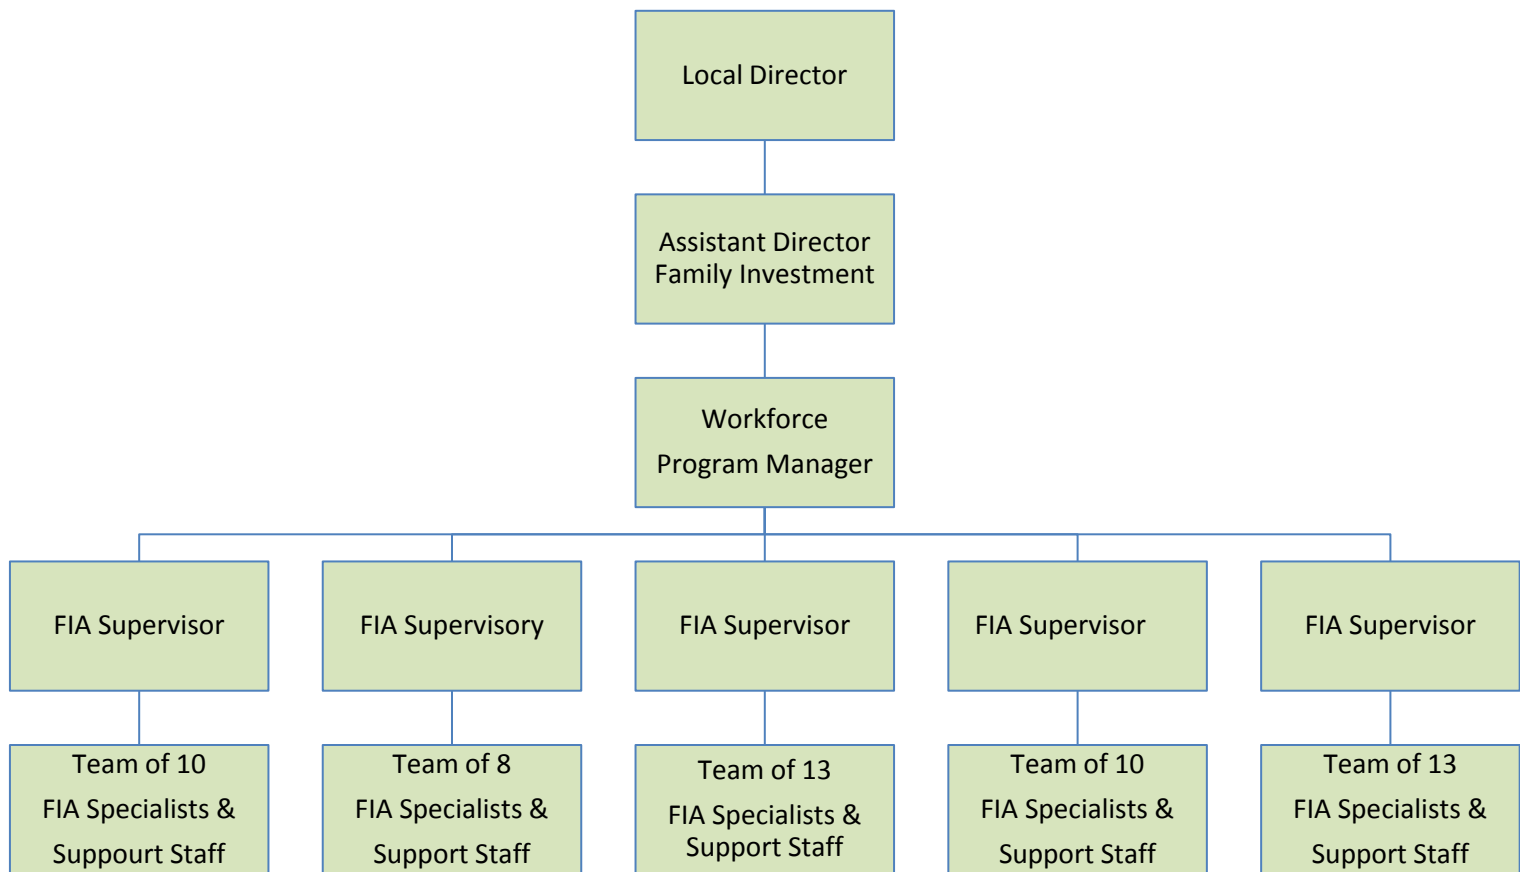 Local Director
Assistant Director
Family Investment
Workforce
Program Manager
FIA Supervisor
FIA Supervisory
FIA Supervisor
FIA Supervisor
FIA Supervisor
Team of 10
FIA Specialists &
Suppourt Staff
Team of 8
FIA Specialists &
Support Staff
Team of 13
FIA Specialists &
Support Staff
Team of 10
FIA Specialists &
Support Staff
Team of 13
FIA Specialists &
Support Staff